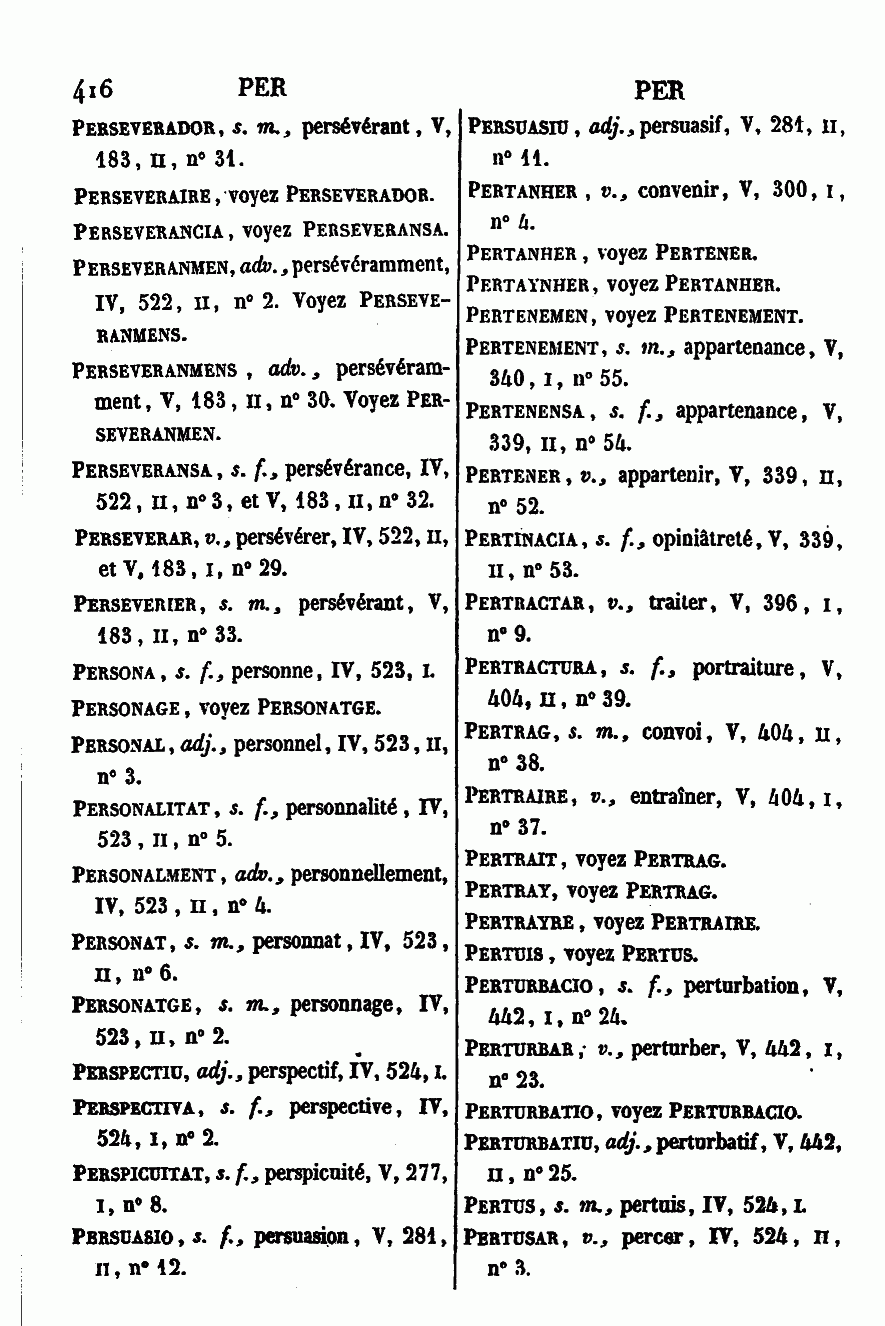 416 PER PER
PERSEVERADOR, s. m., persévérant, V,
183, II, n° 31.
PERSEVERAIRE, voyez PERSEVERADOR.
PERSEVERANCIA, voyez PERSEVERANSA.
PERSEVERANMEN, adv., persévéramment,
IV, 522, II, n° 2. Voyez PERSEVE-
RANMENS.
PERSEVERANMENS, adv., persévéram-
ment, V, 183, II, n° 30. Voyez PER-
SEVERANMEN.
PERSEVERANSA, s. f., persévérance, IV,
522, II, n° 3, et V, 183, II, n° 32.
PERSEVERAR, v., persévérer, IV, 522, II,
et V, 183, I, n° 29.
PERSEVERIER, s. m., persévérant, V,
183, II, n° 33.
PERSONA, s. f., personne, IV, 523, I.
PERSONAGE, voyez PERSONATGE.
PERSONAL, adj., personnel, IV, 523, II,
n° 3.
PERSONALITAT, s. f., personnalité, IV,
523, II, n° 5.
PERSONALMENT, adv., personnellement,
IV, 523, II, n° 4.
PERSONAT, s. m., personnat, IV, 523,
II, n° 6.
PERSONATGE, s. m., personnage, IV,
523, II, n° 2.
PERSPECTIU, adj., perspectif, IV, 524, I.
PERSPECTIVA, s. f., perspective, IV,
524, I, n° 2.
PERSPICUITAT, s. f., perspicuité, V, 277,
I, n° 8.
PERSUASIO, s. f., persuasion, V, 281,
II, n° 12.
PERSUASIU, adj., persuasif, V, 281, II,
n° 11.
PERTANHER, v., convenir, V, 300, I,
n° 4.
PERTANHER, voyez PERTENER.
PERTAYNHER, voyez PERTANHER.
PERTENEMEN, voyez PERTENEMENT.
PERTENEMENT, s. m., appartenance, V,
340, I, n° 55.
PERTENENSA, s. f., appartenance, V,
339, II, n° 54.
PERTENER, v., appartenir, V, 339, II,
n° 52.
PERTINACIA, s. f., opiniâtreté, V, 339,
II, n° 53.
PERTRACTAR, v., traiter, V, 396, I,
n° 9.
PERTRACTURA, s. f., portraiture, V,
404, II, n° 39.
PERTRAG, s. m., convoi, V, 404, II,
n° 38.
PERTRAIRE, v., entraîner, V, 404, I,
n° 37.
PERTRAIT, voyez PERTRAG.
PERTRAY, voyez PERTRAG.
PERTRAYRE, voyez PERTRAIRE.
PERTUIS, voyez PERTUS.
PERTURBACIO, s. f., perturbation, V,
442, I, n° 24.
PERTURBAR, v., perturber, V, 442, I,
n° 23.
PERTURBATIO, voyez PERTURBACIO.
PERTURBATIU, adj., perturbatif, V, 442,
II, n° 25.
PERTUS, s. m., pertuis, IV, 524, I.
PERTUSAR, v., percer, IV, 524, II,
n° 3.